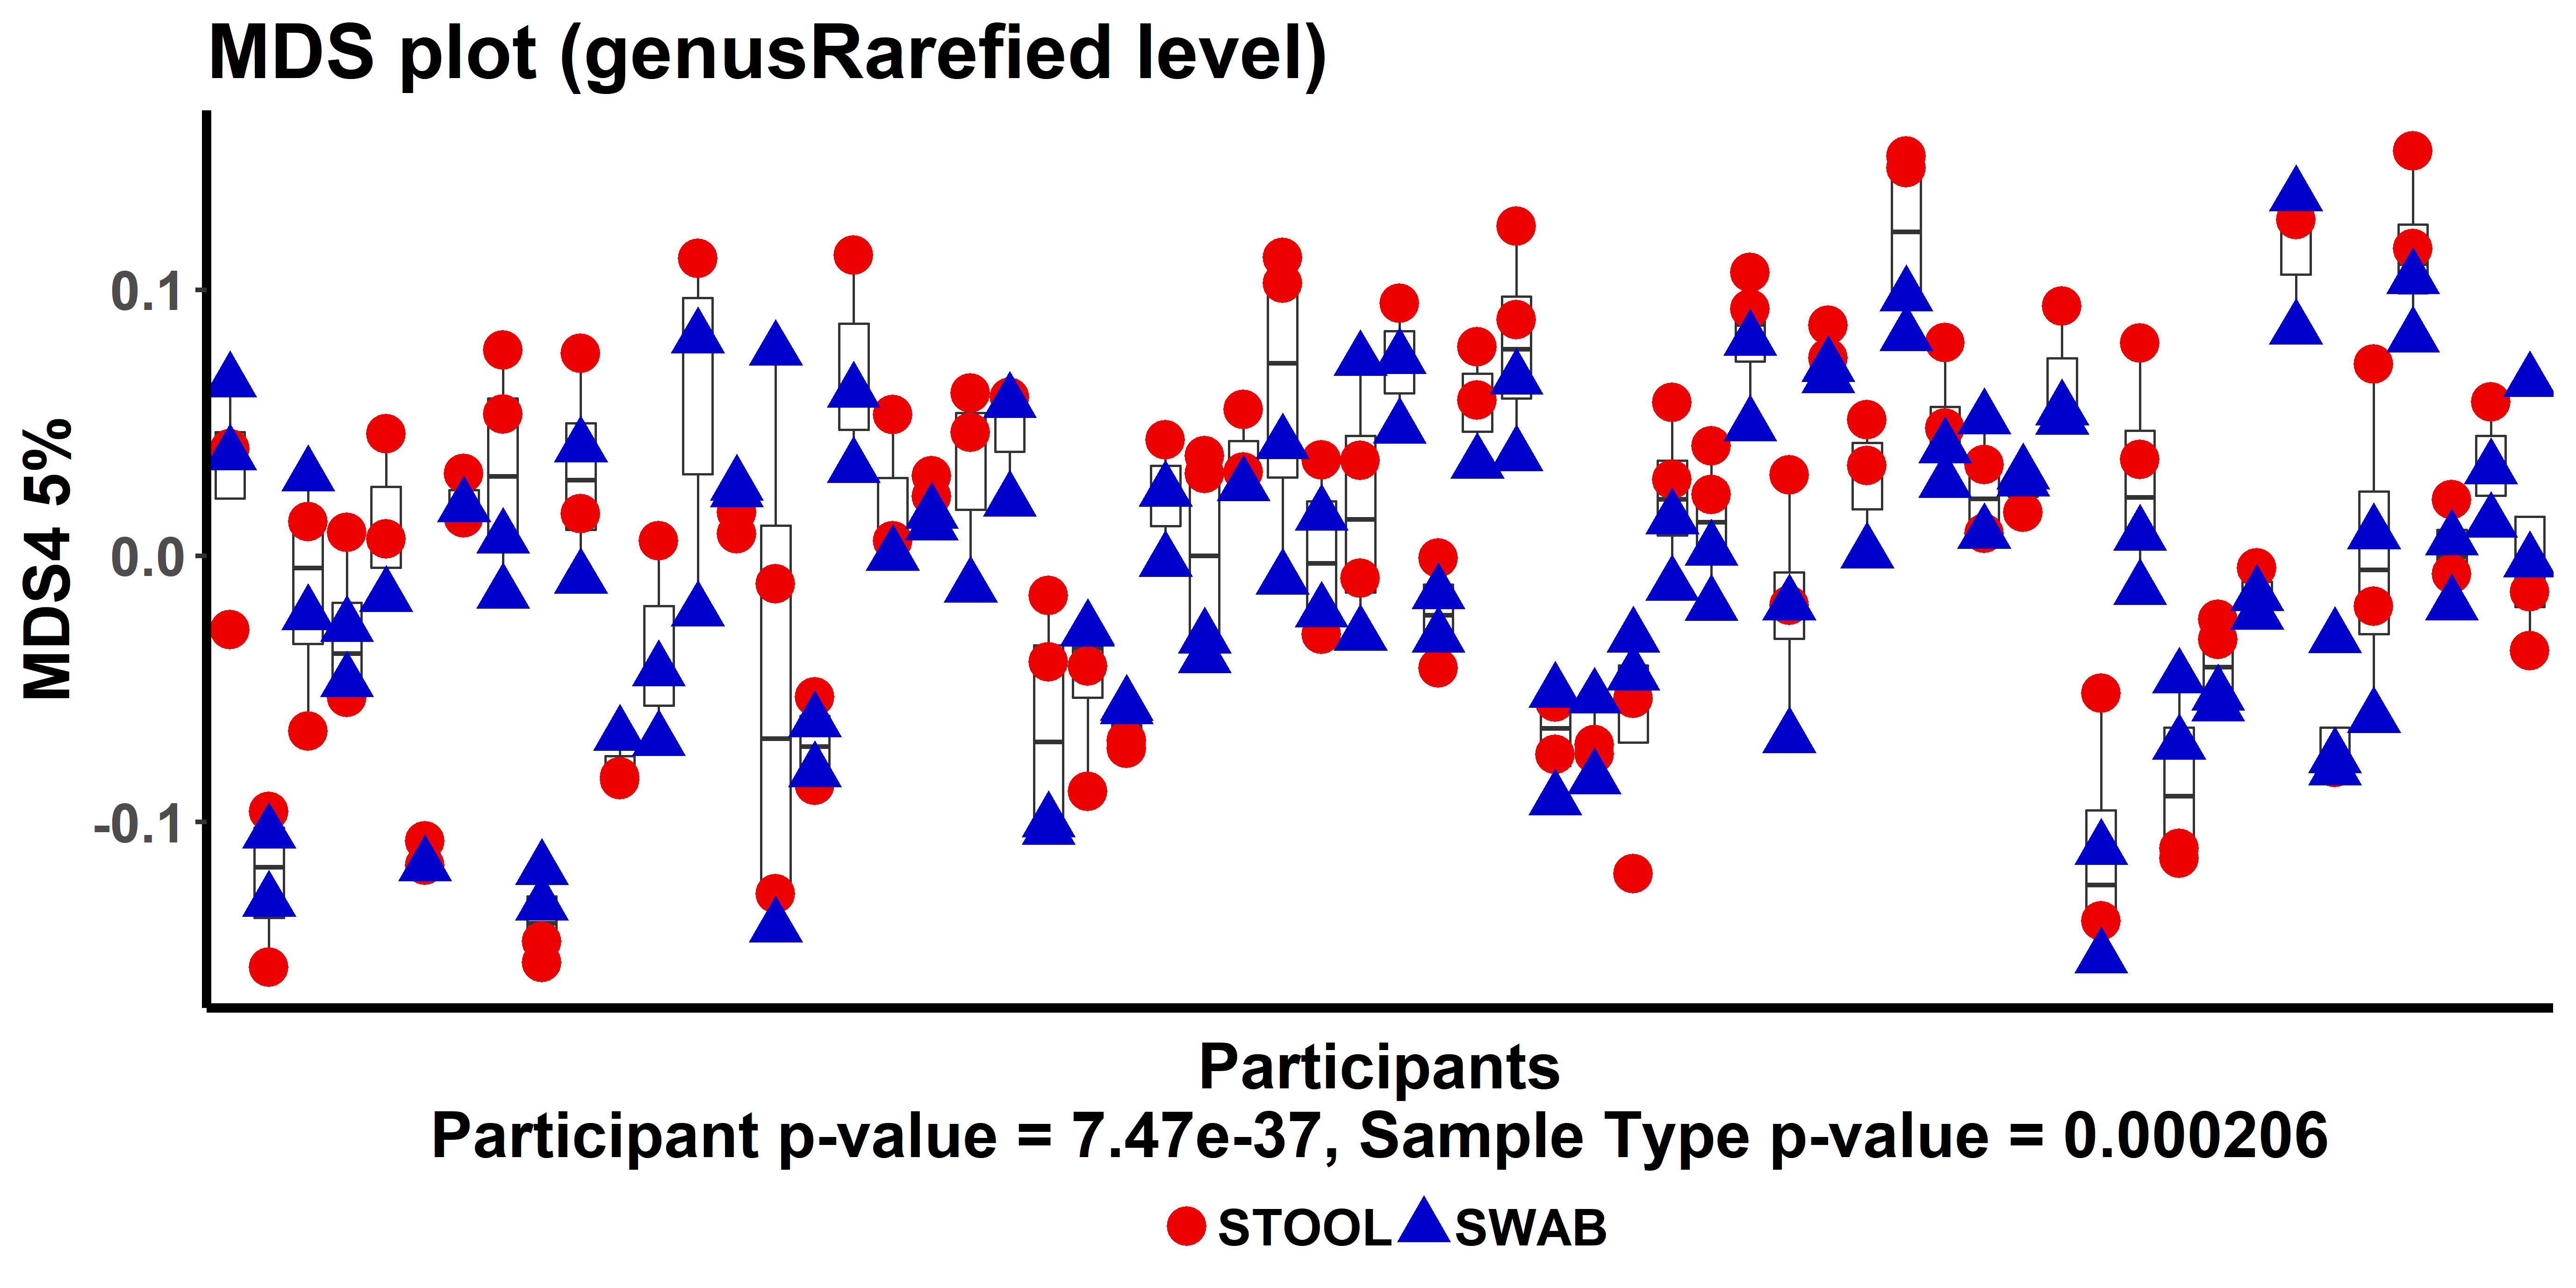 MDS plot (genusRarefied level)
MDS4 5%
0.1
0.0
-0.1
Participants
Participant p-value = 7.47e-37, Sample Type p-value = 0.000206
STOOL SWAB